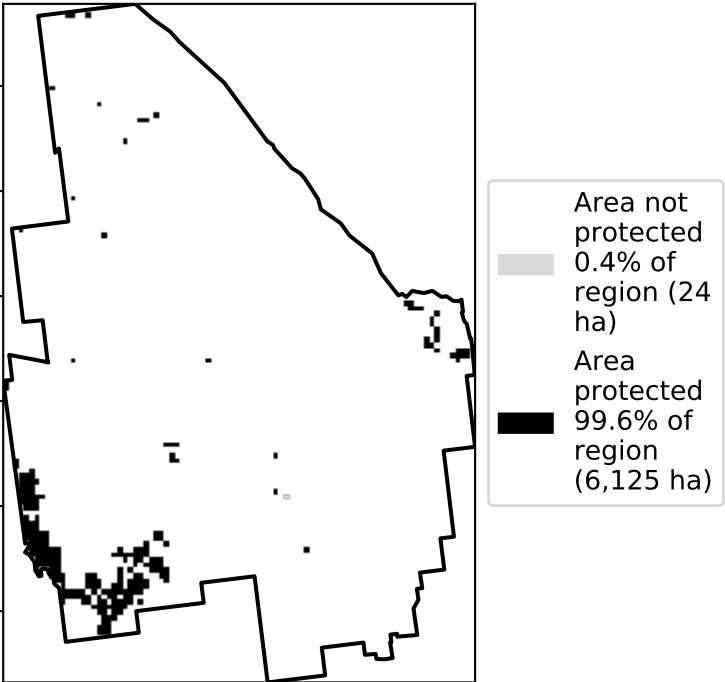 Area not
protected
0.4% of
region (24
ha)
Area
protected
99.6% of
region
(6,125 ha)